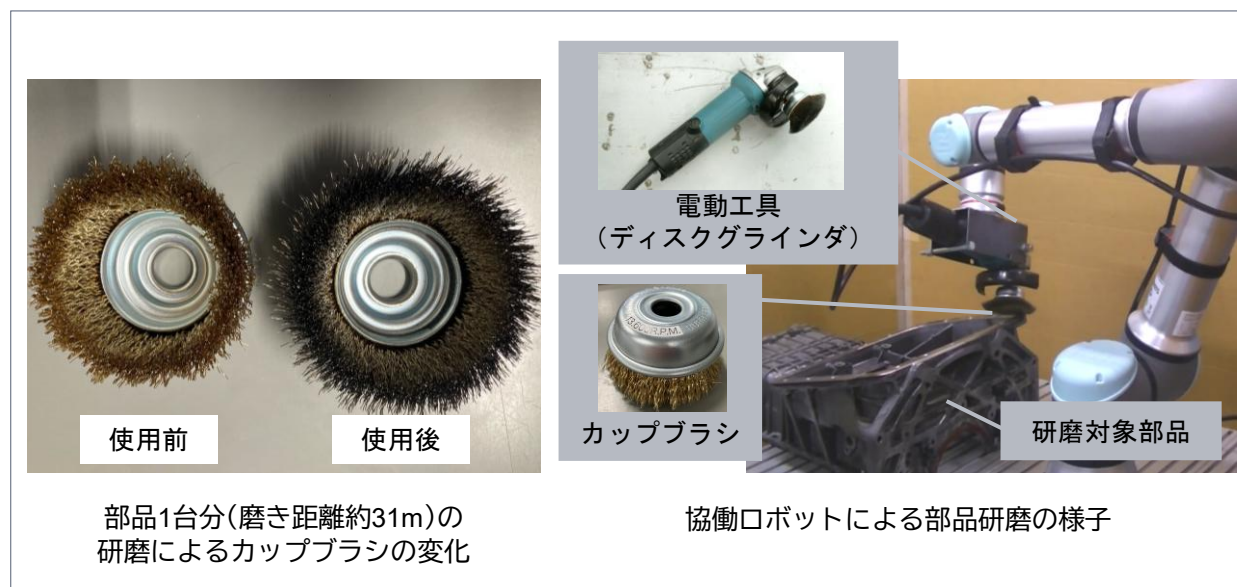 使用前
使用後
部品1台分(磨き距離約31m)の
研磨によるカップブラシの変化
電動工具
(ディスクグラインダ)
カップブラシ
研磨対象部品
協働ロボットによる部品研磨の様子